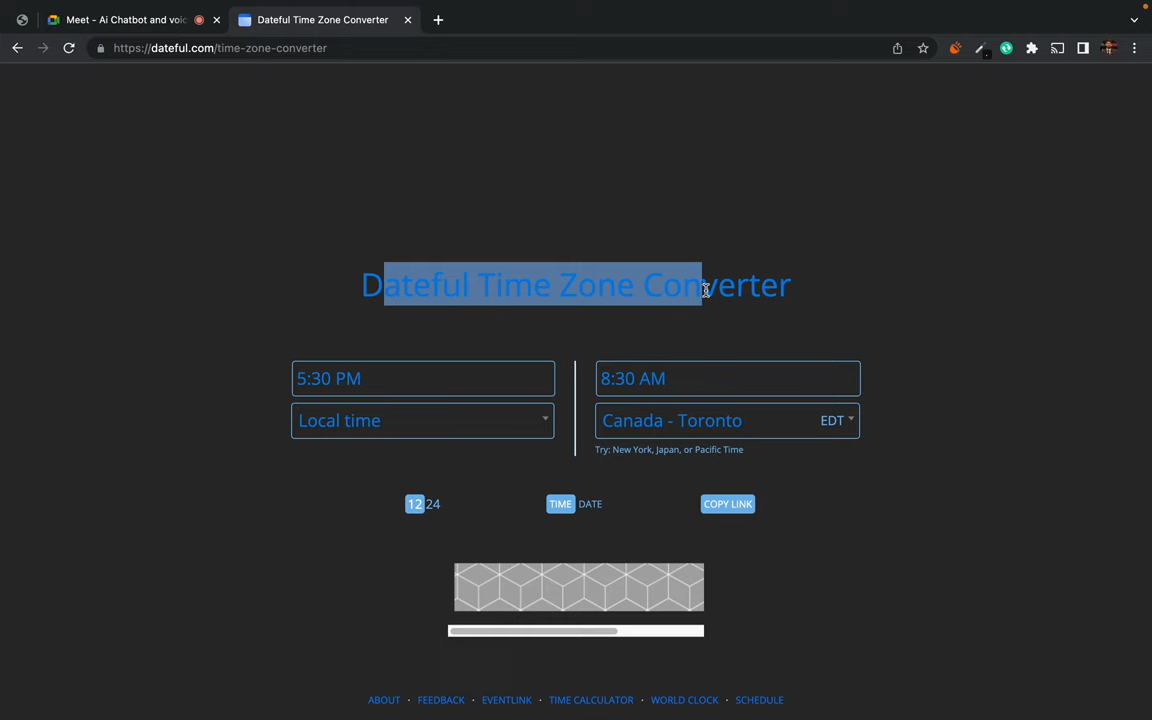 Meet - Ai Chatbot and voic
Dateful Time Zone Converter
https://dateful.com/time-zone-converter
Dateful Time Zone Converter
5:30 PM
8:30 AM
Local time
Canada - Toronto EDT
Try: New York, Japan, or Pacific Time
12 24
TIME DATE
COPY LINK
ABOUT · FEEDBACK · EVENTLINK · TIME CALCULATOR · WORLD CLOCK · SCHEDULE